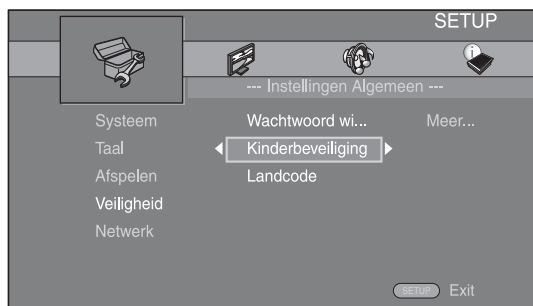 SETUP
--- Instellingen Algemeen ---
Systeem Wachtwoord wi... Meer...
Taal Kinderbeveiliging
Afspelen Landcode
Veiligheid
Netwerk
SETUP Exit